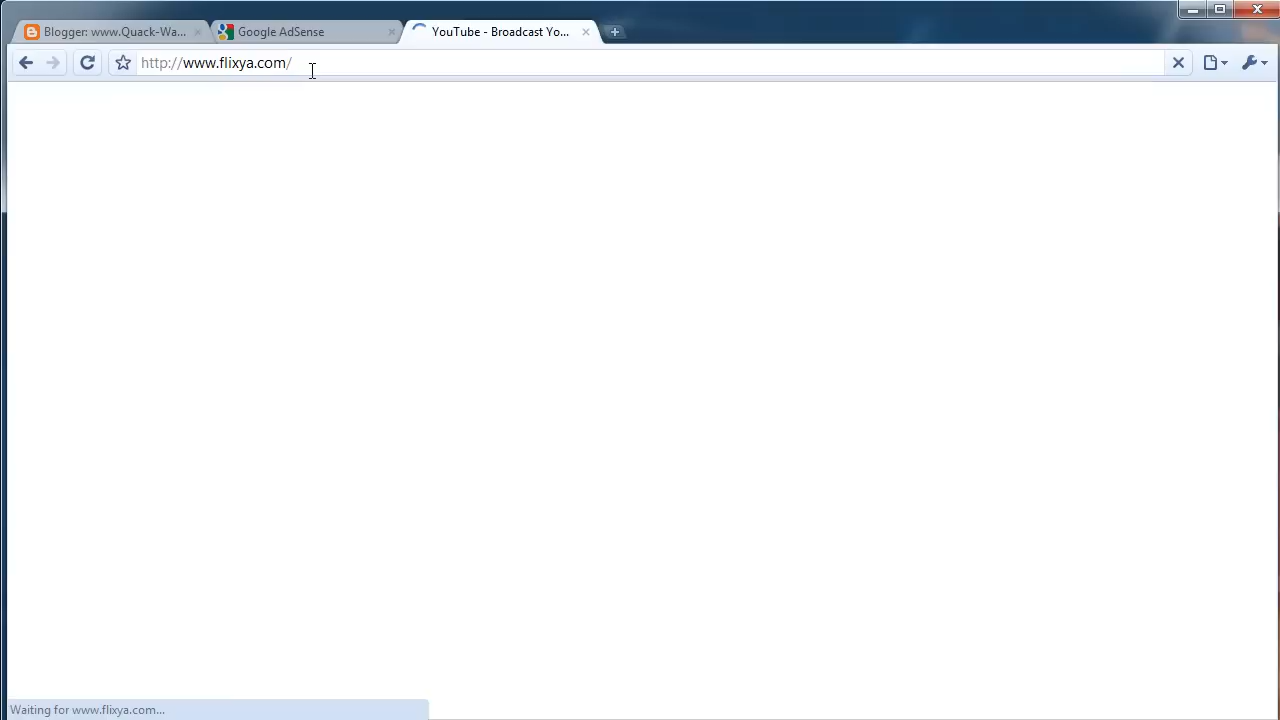 Blogger: www.Quack-Wa...
Google AdSense
YouTube - Broadcast Yo...
http://www.flixya.com/
Waiting for www.flixya.com...